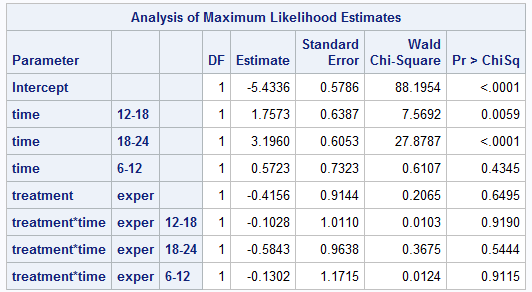 Analysis of Maximum Likelihood Estimates
Parameter DF Estimate Standard Error Wald Chi-Square Pr > ChiSq
Intercept 1 -5.4336 0.5786 88.1954 <.0001
time 12-18 1 1.7573 0.6387 7.5692 0.0059
time 18-24 1 3.1960 0.6053 27.8787 <.0001
time 6-12 1 0.5723 0.7323 0.6107 0.4345
treatment exper 1 -0.4156 0.9144 0.2065 0.6495
treatment*time exper 12-18 1 -0.1028 1.0110 0.0103 0.9190
treatment*time exper 18-24 1 -0.5843 0.9638 0.3675 0.5444
treatment*time exper 6-12 1 -0.1302 1.1715 0.0124 0.9115